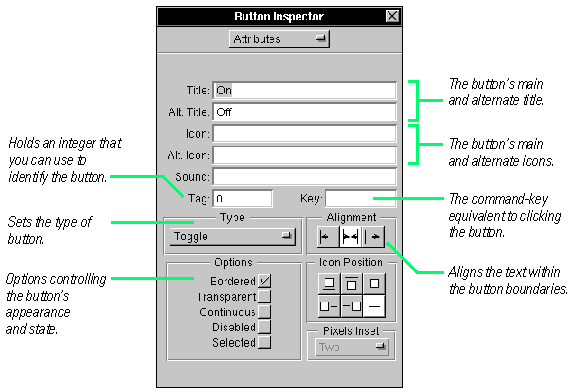 Button Inspector
Attributes
Title: On
Alt. Title: Off
Icon:
Alt. Icon:
Sound:
Tag: 0 Key:
Type
Toggle
Alignment
Options
Bordered
Transparent
Continuous
Disabled
Selected
Icon Position
Pixels Inset
Two
Holds an integer that
you can use to
identify the button.
Sets the type of
button.
Options controlling
the button's
appearance
and state.
The button's main
and alternate title.
The button's main
and alternate icons.
The command-key
equivalent to clicking
the button.
Aligns the text within
the button boundaries.